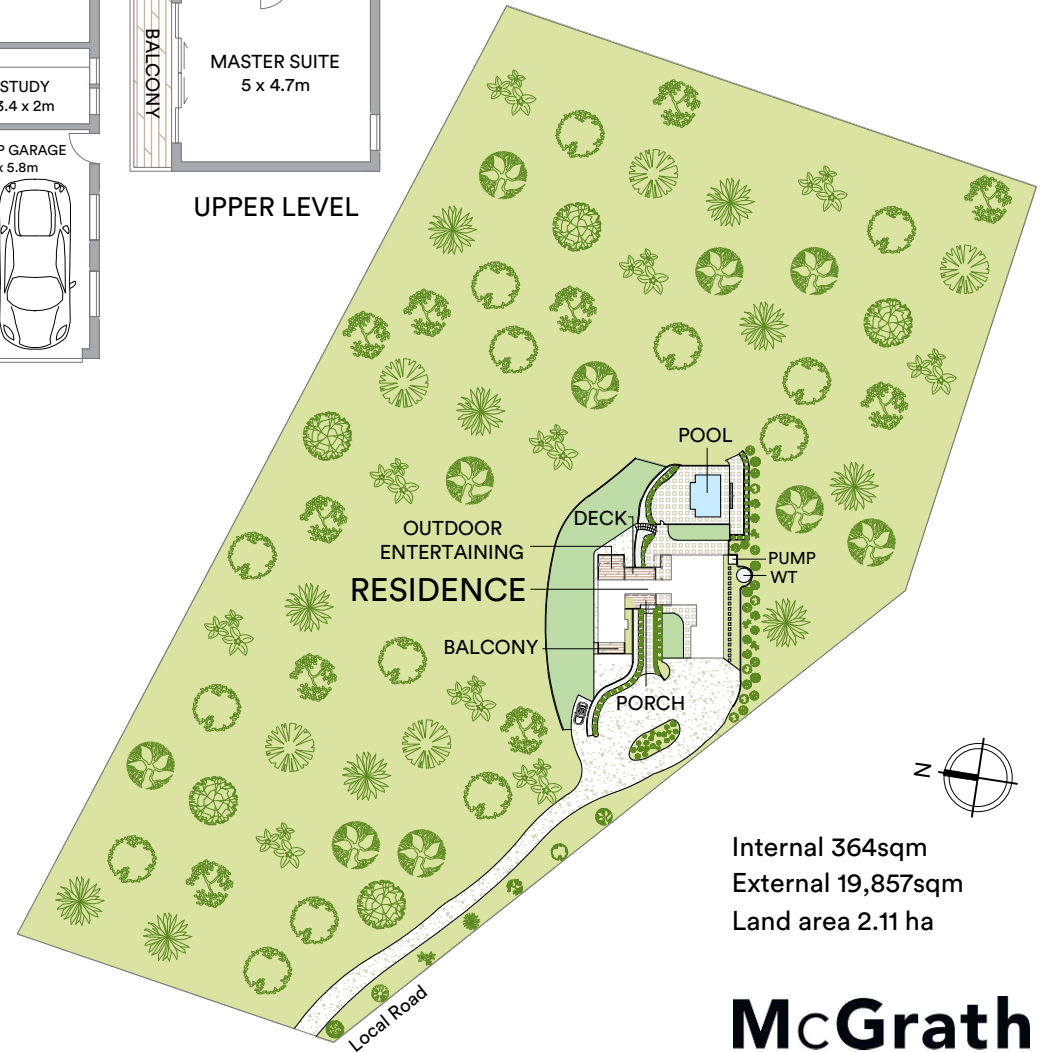 BALCONY
MASTER SUITE
5 x 4.7m
STUDY
3.4 x 2m
P GARAGE
x 5.8m
UPPER LEVEL
POOL
DECK
OUTDOOR
ENTERTAINING
PUMP
WT
RESIDENCE
BALCONY
PORCH
N
Internal 364sqm
External 19,857sqm
Land area 2.11 ha
Local Road
McGrath